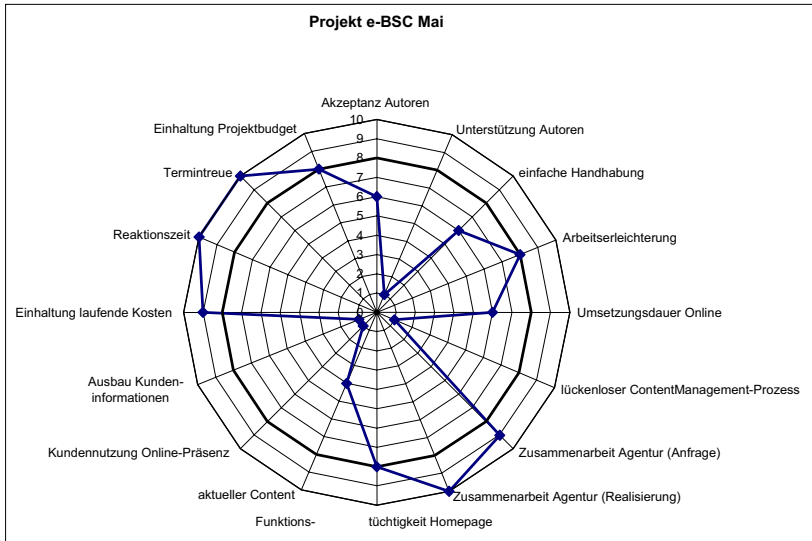 Projekt e-BSC Mai
Akzeptanz Autoren
10
Einhaltung Projektbudget
9
Unterstützung Autoren
8
Termintreue
7
einfache Handhabung
6
5
Reaktionszeit
4
Arbeitserleichterung
3
2
1
Einhaltung laufende Kosten
0
Umsetzungsdauer Online
Ausbau Kunden-
informationen
lückenloser ContentManagement-Prozess
Kundennutzung Online-Präsenz
Zusammenarbeit Agentur (Anfrage)
aktueller Content
Zusammenarbeit Agentur (Realisierung)
Funktions- tüchtigkeit Homepage